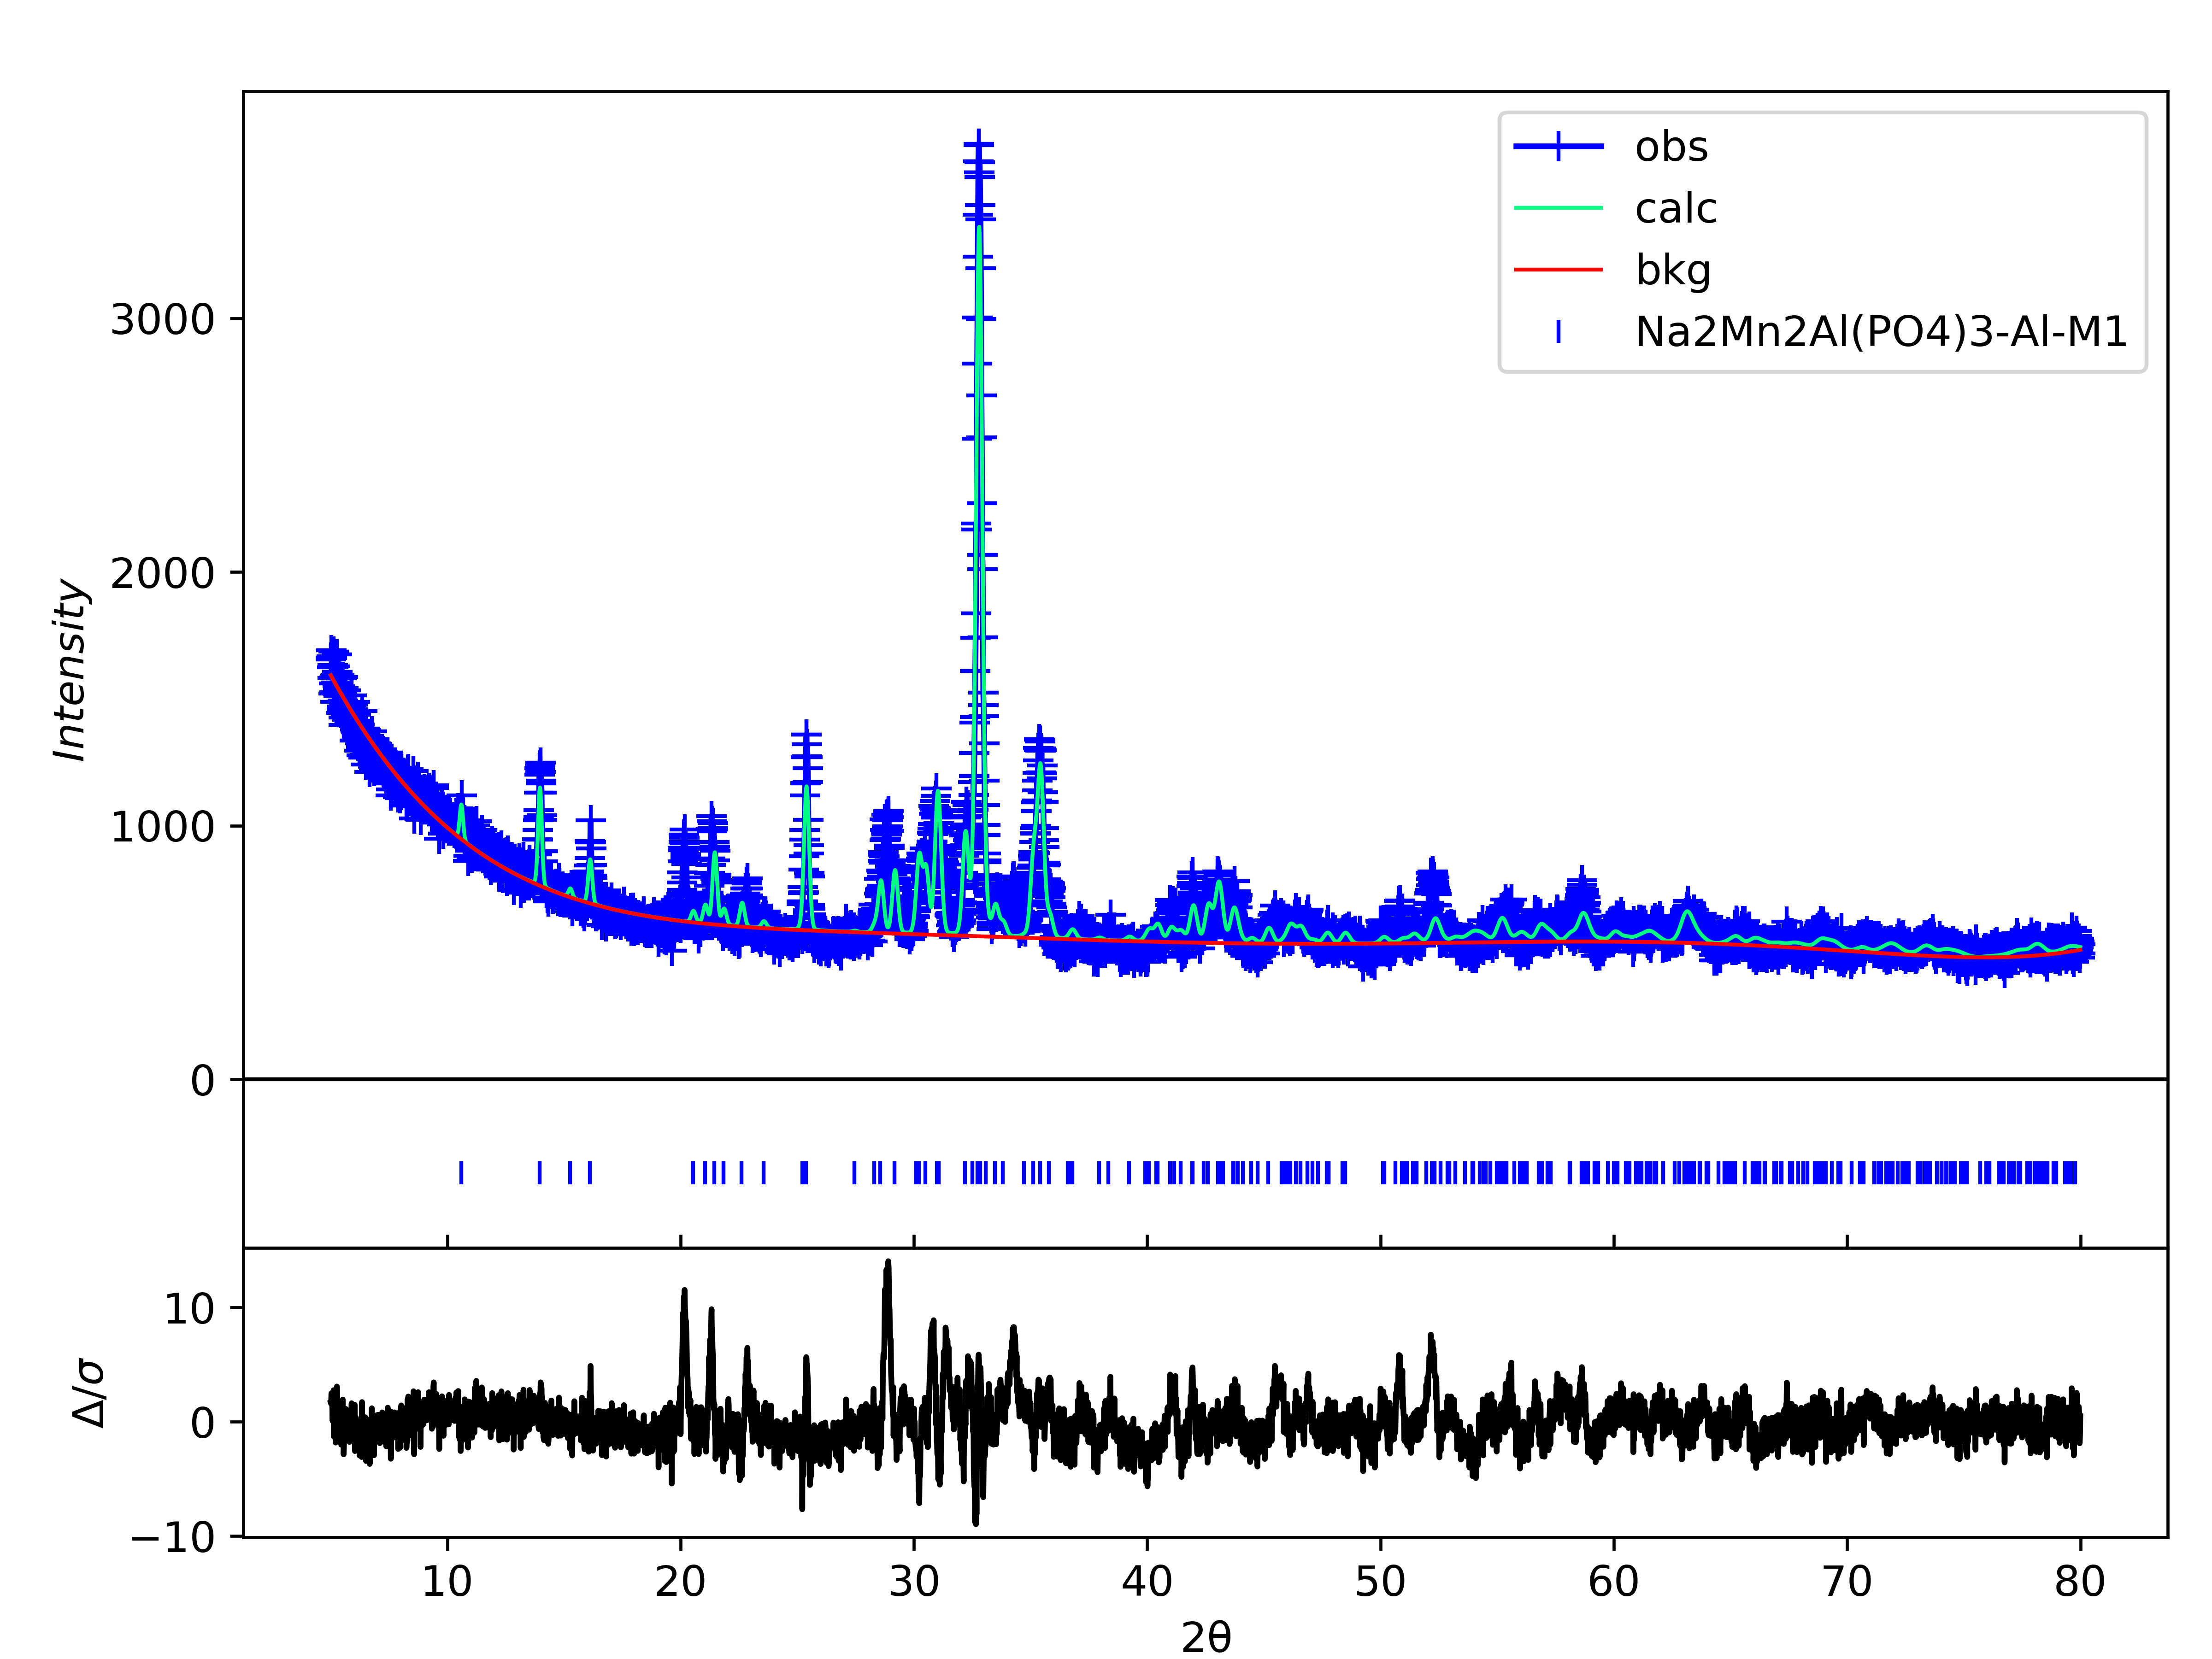 obs
calc
bkg
Na2Mn2Al(PO4)3-Al-M1
Intensity
3000
2000
1000
0
Δ/σ
10
0
−10
10 20 30 40 50 60 70 80
2θ